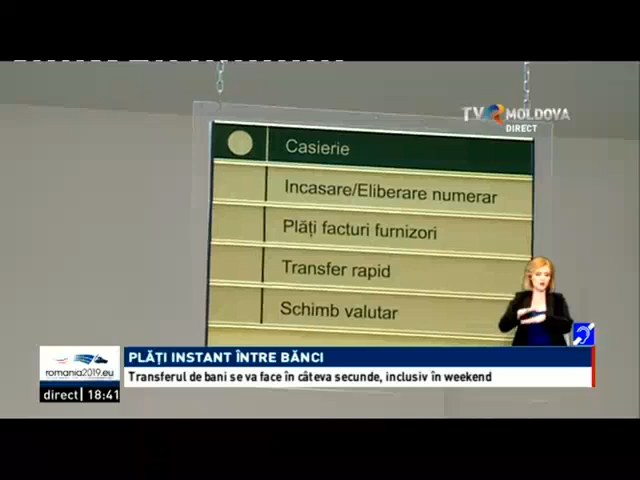 TVR MOLDOVA
DIRECT
Casierie
Incasare/Eliberare numerar
Plăți facturi furnizori
Transfer rapid
Schimb valutar
PLĂȚI INSTANT ÎNTRE BĂNCI
Transferul de bani se va face în câteva secunde, inclusiv în weekend
romania2019.eu
direct 18:41